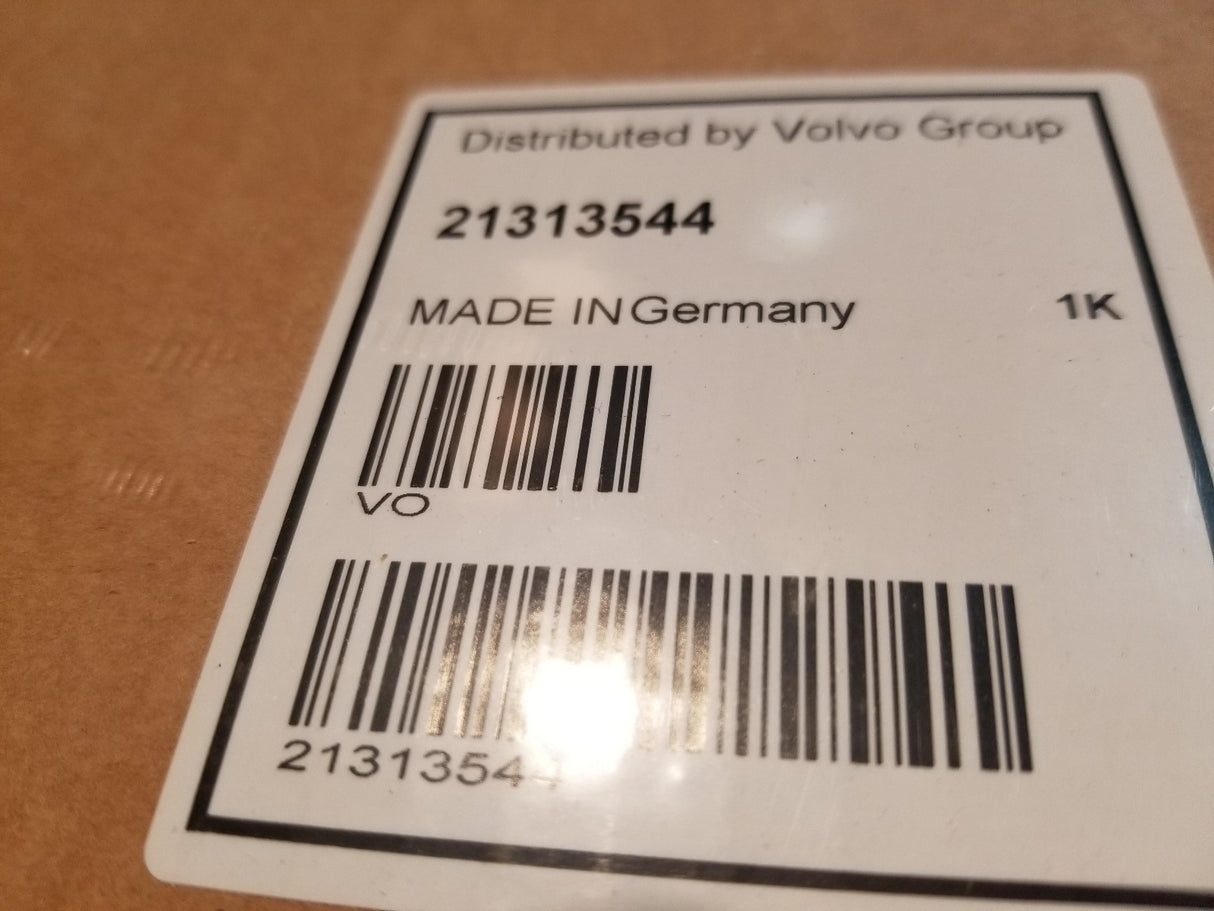 Distributed by Volvo Group
21313544
MADE IN Germany 1K
VO
21313544